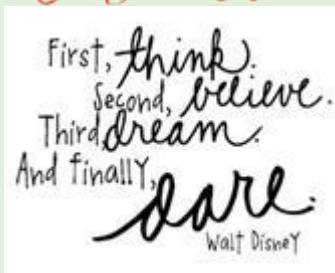 First, think.
Second, believe.
Third, dream.
And finally,
dare.
Walt Disney